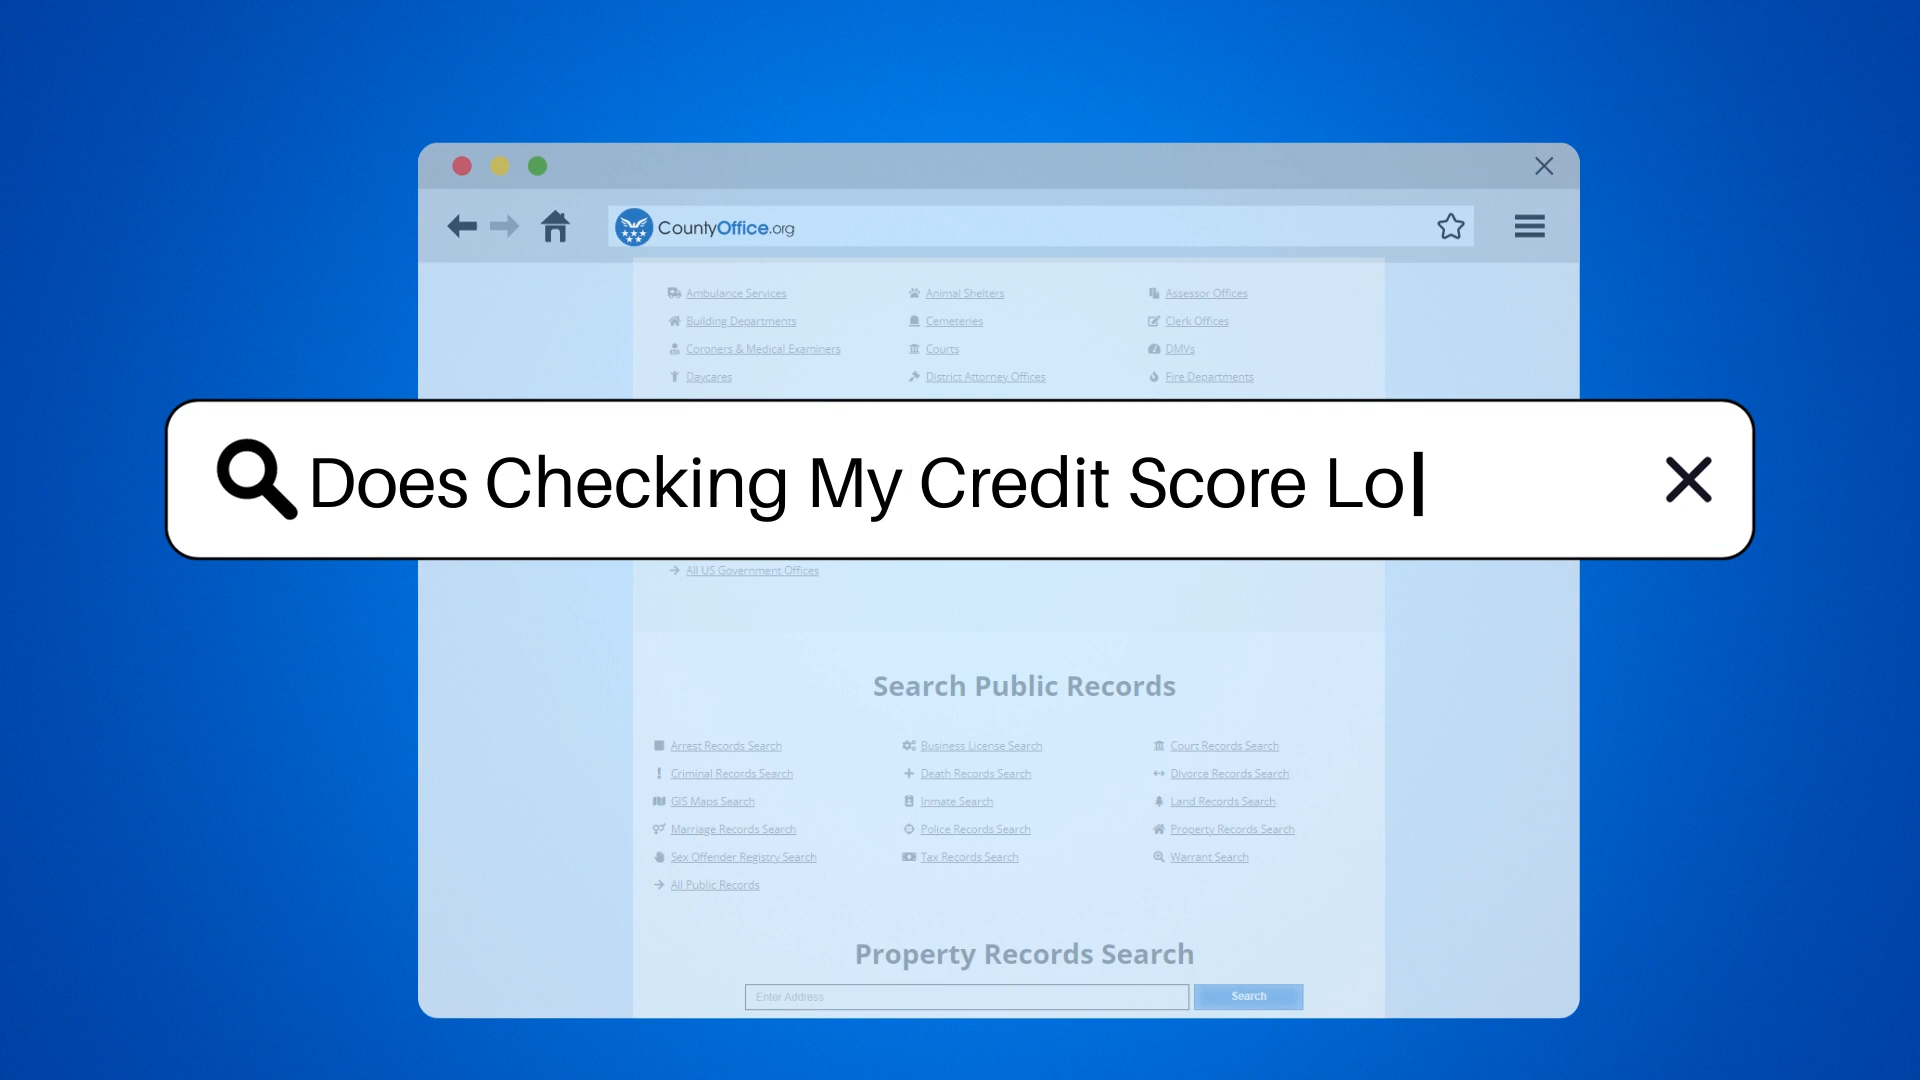 CountyOffice.org
Ambulance Services Animal Shelters Assessor Offices
Building Departments Cemeteries Clerk Offices
Coroners & Medical Examiners Courts DMVs
Daycares District Attorney Offices Fire Departments
Does Checking My Credit Score Lo
All US Government Offices
Search Public Records
Arrest Records Search Business License Search Court Records Search
Criminal Records Search Death Records Search Divorce Records Search
GIS Maps Search Inmate Search Land Records Search
Marriage Records Search Police Records Search Property Records Search
Sex Offender Registry Search Tax Records Search Warrant Search
All Public Records
Property Records Search
Enter Address Search